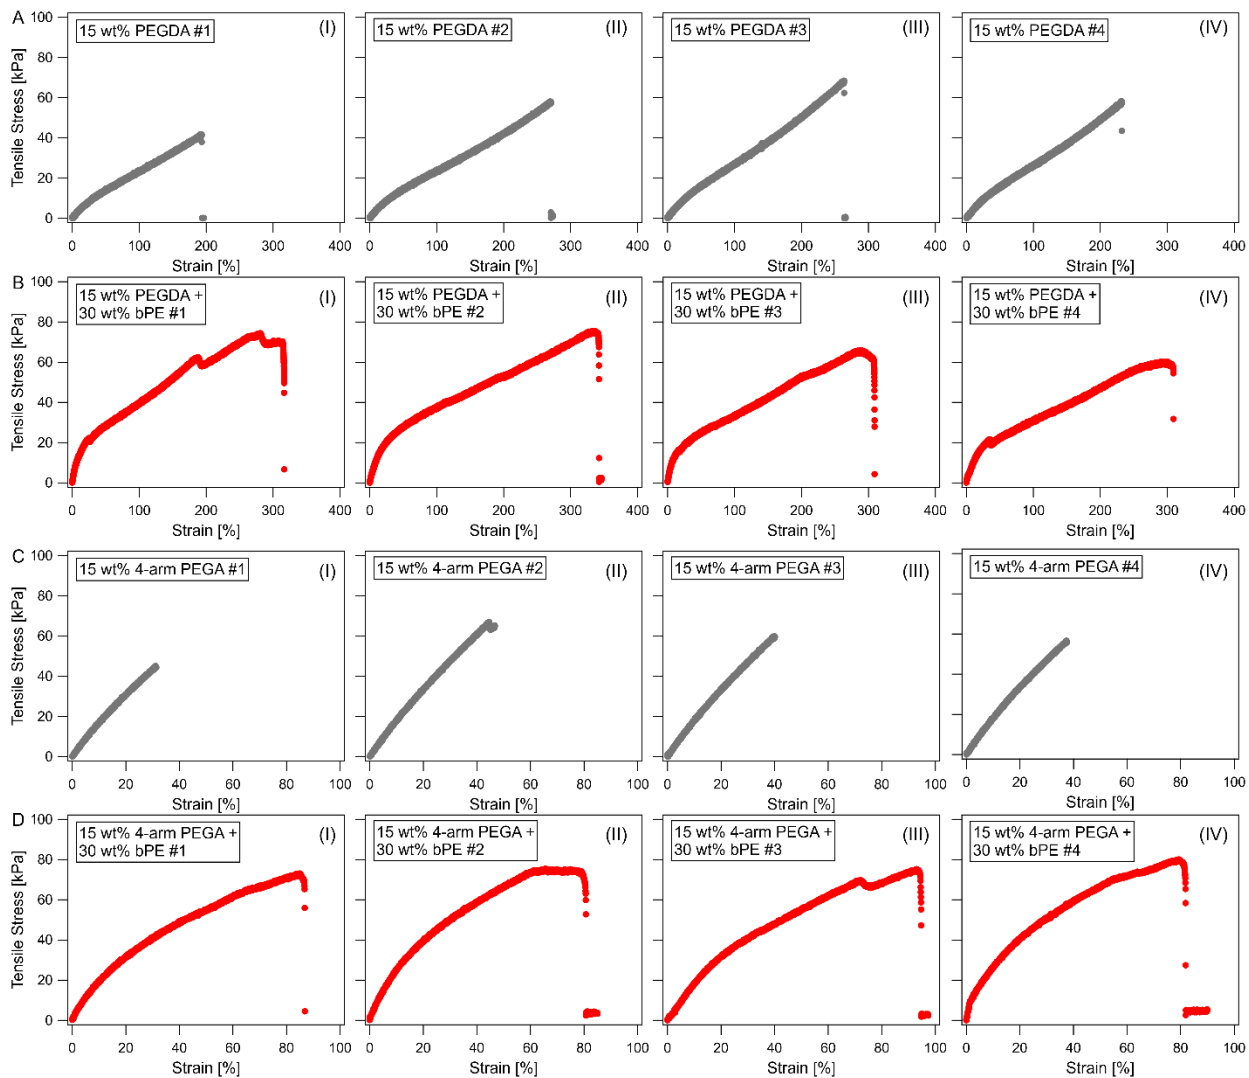 A
Tensile Stress [kPa]
100
80
60
40
20
0
15 wt% PEGDA #1
(I)
0 100 200 300 400
Strain [%]
15 wt% PEGDA #2
(II)
0 100 200 300 400
Strain [%]
15 wt% PEGDA #3
(III)
0 100 200 300 400
Strain [%]
15 wt% PEGDA #4
(IV)
0 100 200 300 400
Strain [%]
B
Tensile Stress [kPa]
100
80
60
40
20
0
15 wt% PEGDA +
30 wt% bPE #1
(I)
0 100 200 300 400
Strain [%]
15 wt% PEGDA +
30 wt% bPE #2
(II)
0 100 200 300 400
Strain [%]
15 wt% PEGDA +
30 wt% bPE #3
(III)
0 100 200 300 400
Strain [%]
15 wt% PEGDA +
30 wt% bPE #4
(IV)
0 100 200 300 400
Strain [%]
C
Tensile Stress [kPa]
100
80
60
40
20
0
15 wt% 4-arm PEGA #1
(I)
0 20 40 60 80 100
Strain [%]
15 wt% 4-arm PEGA #2
(II)
0 20 40 60 80 100
Strain [%]
15 wt% 4-arm PEGA #3
(III)
0 20 40 60 80 100
Strain [%]
15 wt% 4-arm PEGA #4
(IV)
0 20 40 60 80 100
Strain [%]
D
Tensile Stress [kPa]
100
80
60
40
20
0
15 wt% 4-arm PEGA +
30 wt% bPE #1
(I)
0 20 40 60 80 100
Strain [%]
15 wt% 4-arm PEGA +
30 wt% bPE #2
(II)
0 20 40 60 80 100
Strain [%]
15 wt% 4-arm PEGA +
30 wt% bPE #3
(III)
0 20 40 60 80 100
Strain [%]
15 wt% 4-arm PEGA +
30 wt% bPE #4
(IV)
0 20 40 60 80 100
Strain [%]